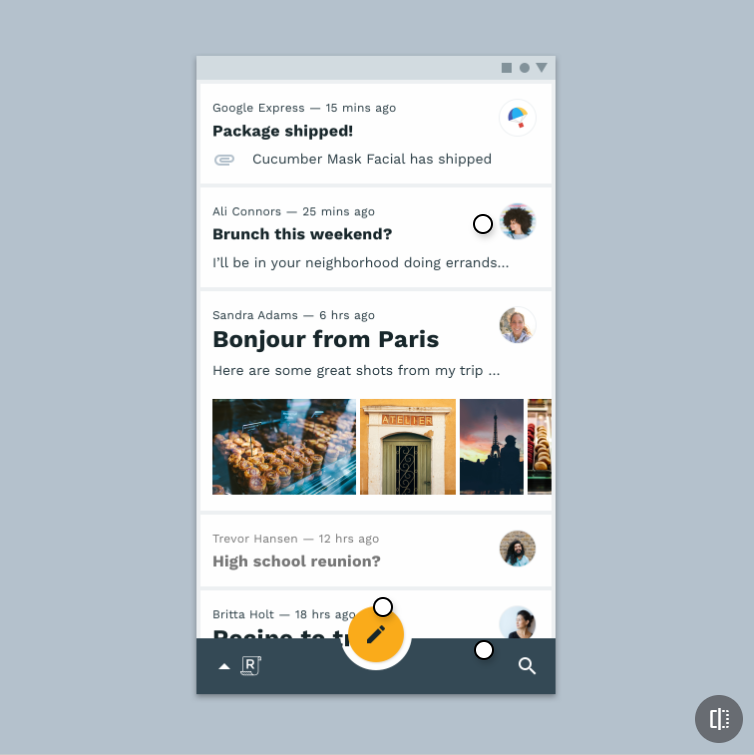 Google Express — 15 mins ago
Package shipped!
Cucumber Mask Facial has shipped
Ali Connors — 25 mins ago
Brunch this weekend?
I'll be in your neighborhood doing errands...
Sandra Adams — 6 hrs ago
Bonjour from Paris
Here are some great shots from my trip ...
ATELIER
Trevor Hansen — 12 hrs ago
High school reunion?
Britta Holt — 18 hrs ago
Recipe to
R